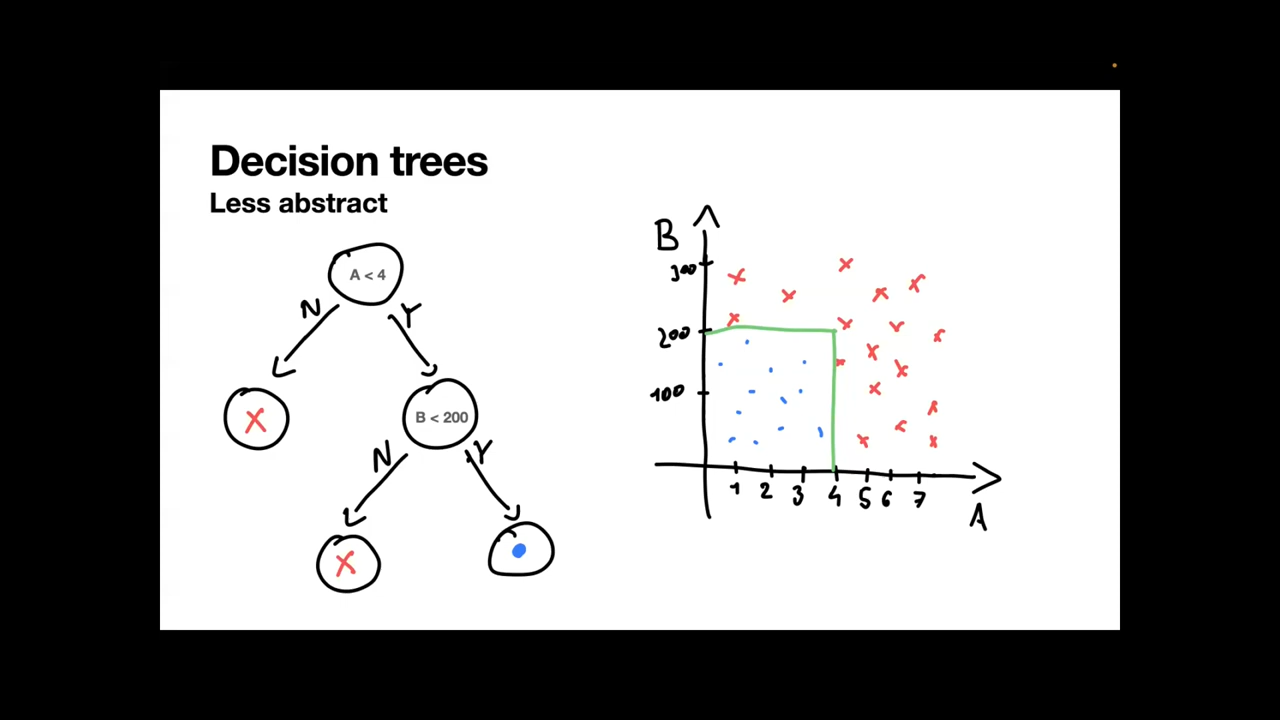 Decision trees
Less abstract
A < 4
N
Y
X
B < 200
N
Y
X
B
300
200
100
1 2 3 4 5 6 7
A